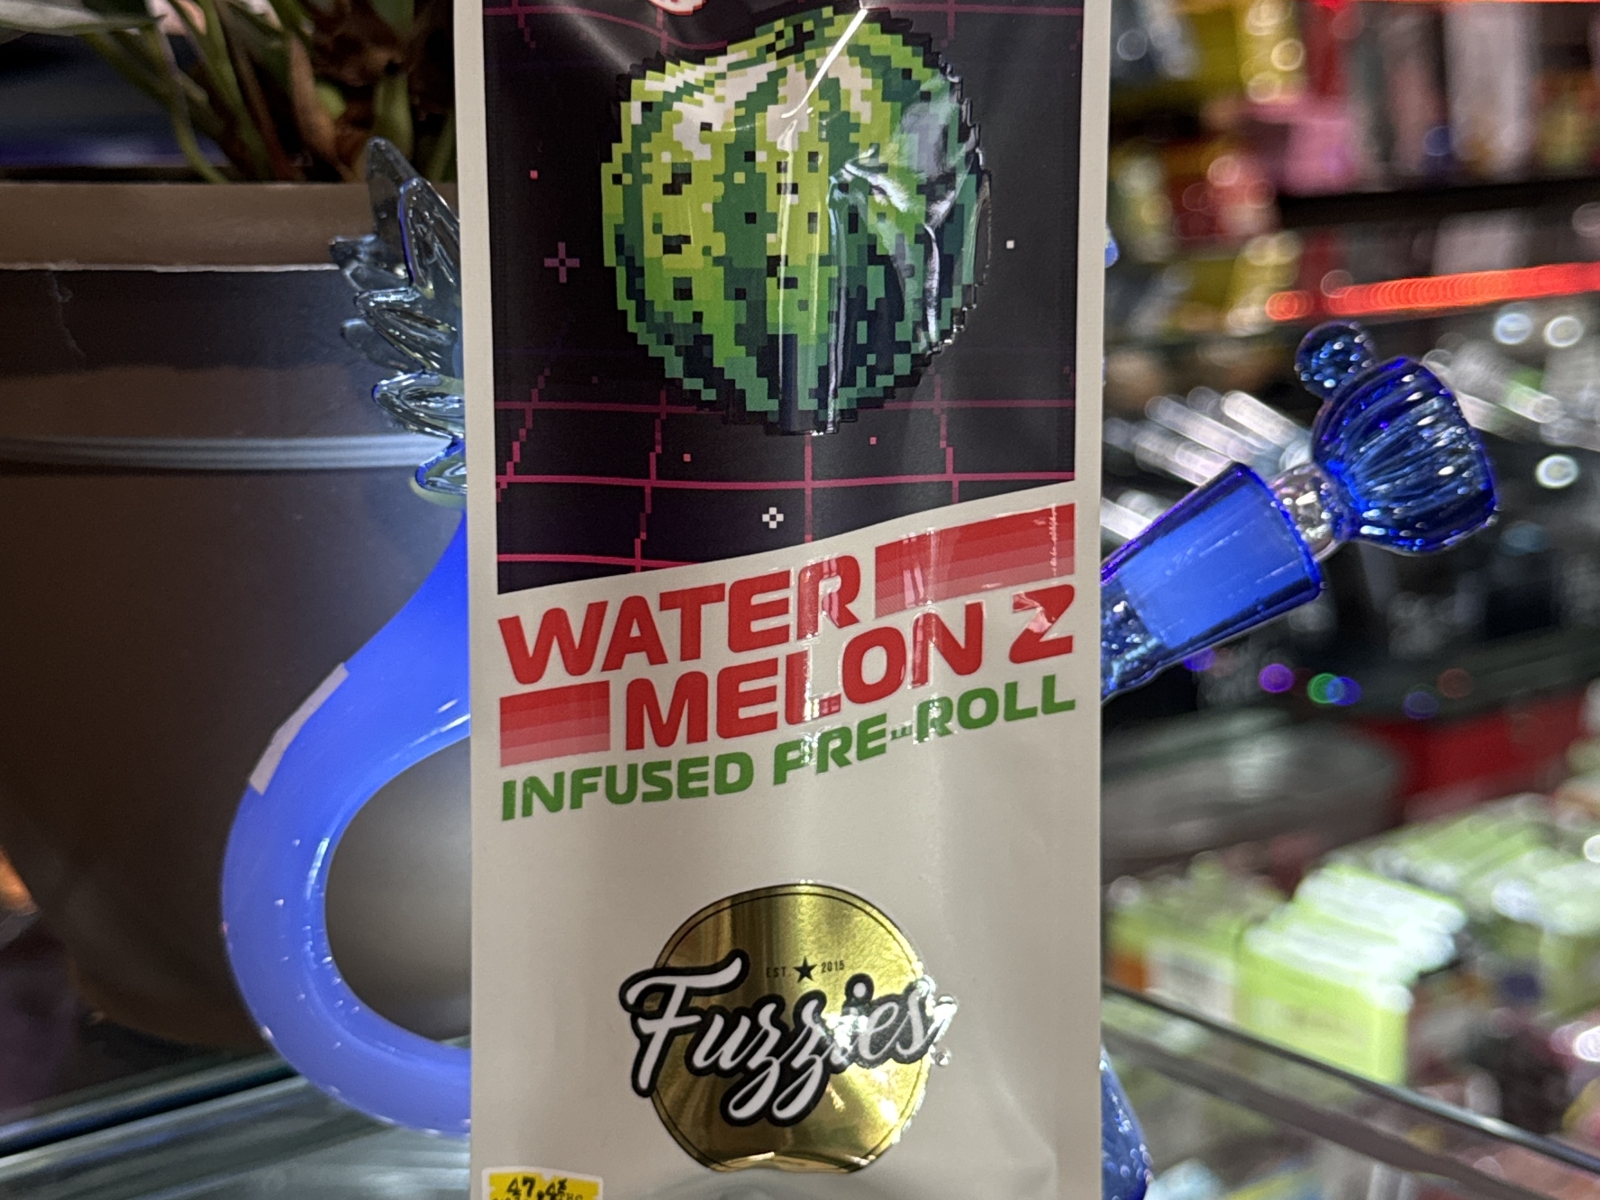 WATER
MELON Z
INFUSED PRE-ROLL
EST. 2015
Fuzzies